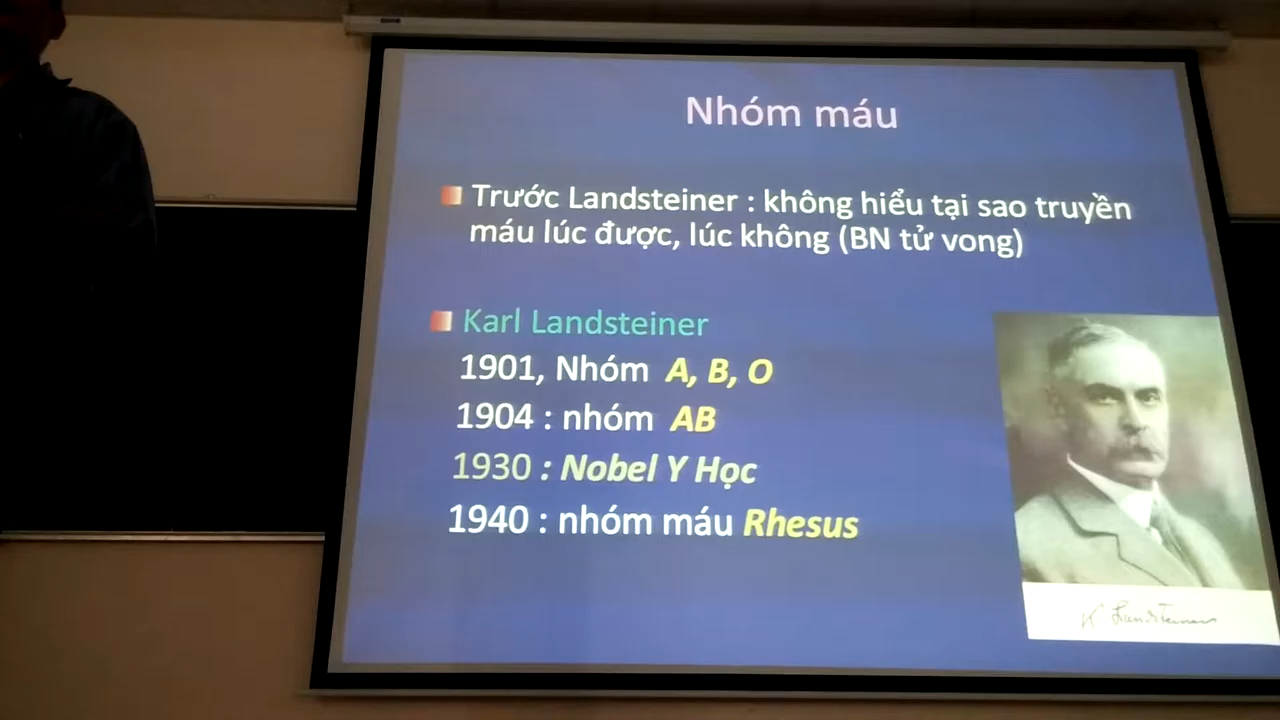 Nhóm máu
Trước Landsteiner : không hiểu tại sao truyền
máu lúc được, lúc không (BN tử vong)
Karl Landsteiner
1901, Nhóm A, B, O
1904 : nhóm AB
1930 : Nobel Y Học
1940 : nhóm máu Rhesus
K Landsteiner